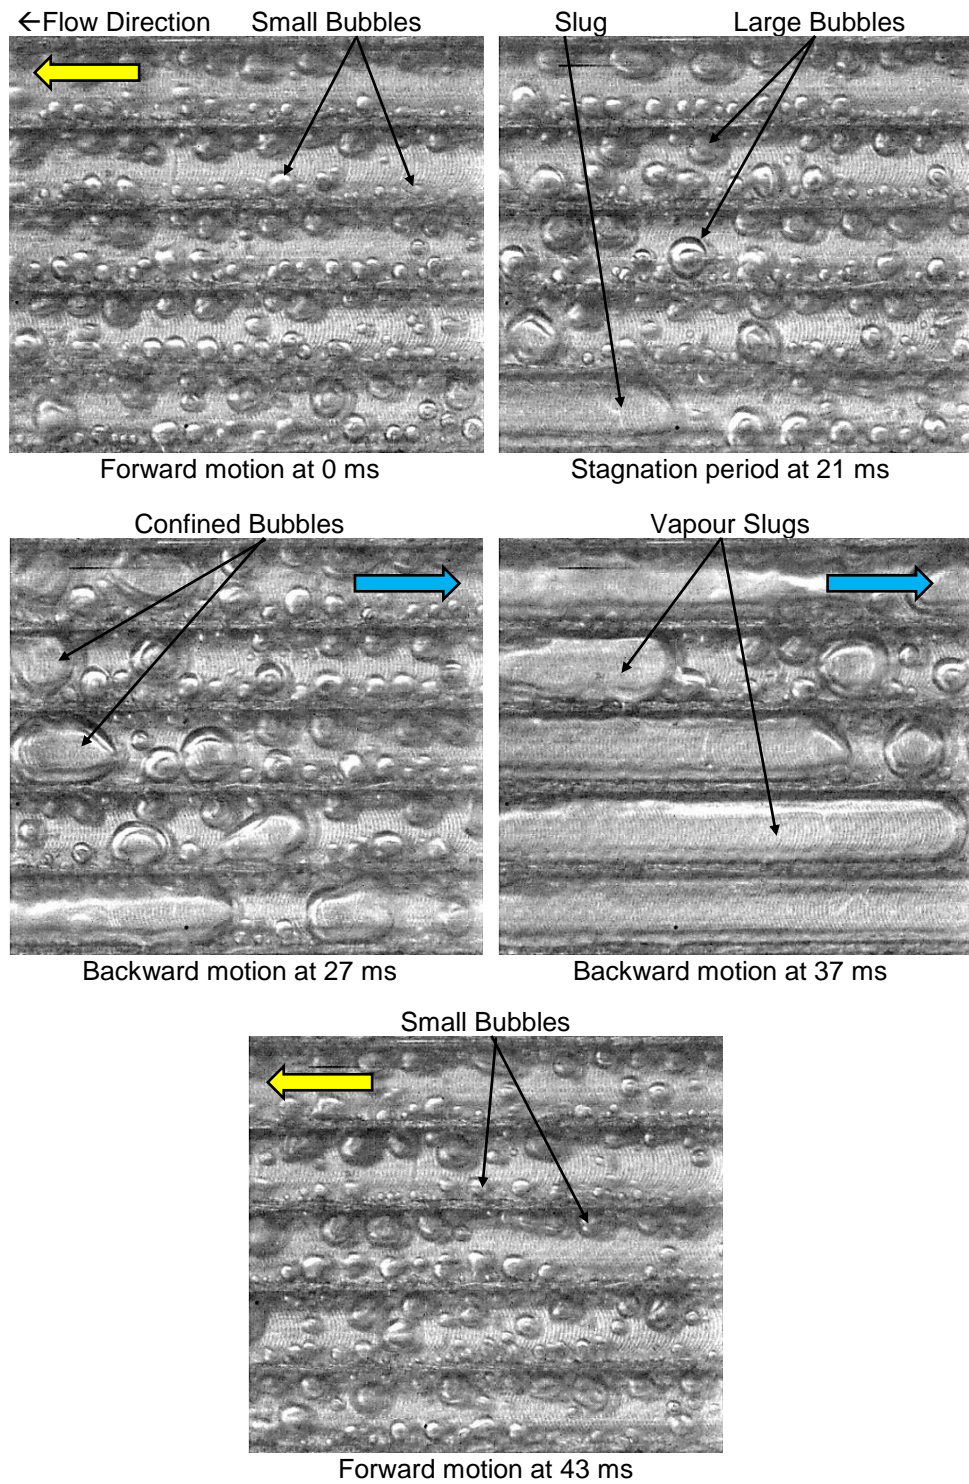 ←Flow Direction Small Bubbles Slug Large Bubbles
Forward motion at 0 ms Stagnation period at 21 ms
Confined Bubbles Vapour Slugs
Backward motion at 27 ms Backward motion at 37 ms
Small Bubbles
Forward motion at 43 ms